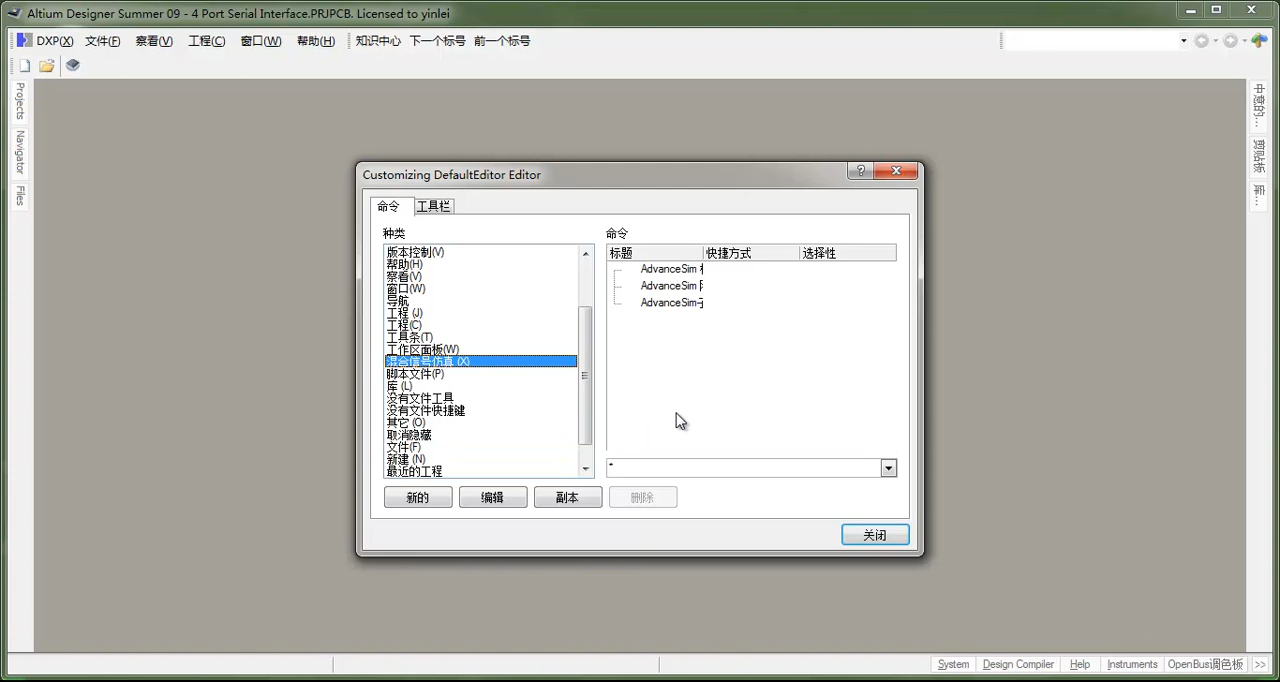 Altium Designer Summer 09 - 4 Port Serial Interface.PRJPCB. Licensed to yinlei
DXP(X) 文件(F) 察看(V) 工程(C) 窗口(W) 帮助(H) 知识中心 下一个标号 前一个标号
Projects
Navigator
Files
中意的...
剪贴板
库...
Customizing DefaultEditor Editor
命令 工具栏
种类
版本控制(V)
帮助(H)
察看(V)
窗口(W)
导航
工程 (J)
工程(C)
工具条(T)
工作区面板(W)
混合信号仿真 (X)
脚本文件(P)
库 (L)
没有文件工具
没有文件快捷键
其它 (O)
取消隐藏
文件(F)
新建 (N)
最近的工程
命令
标题 快捷方式 选择性
AdvanceSim
AdvanceSim
AdvanceSim-
*
新的 编辑 副本 删除
关闭
System Design Compiler Help Instruments OpenBus调色板 >>